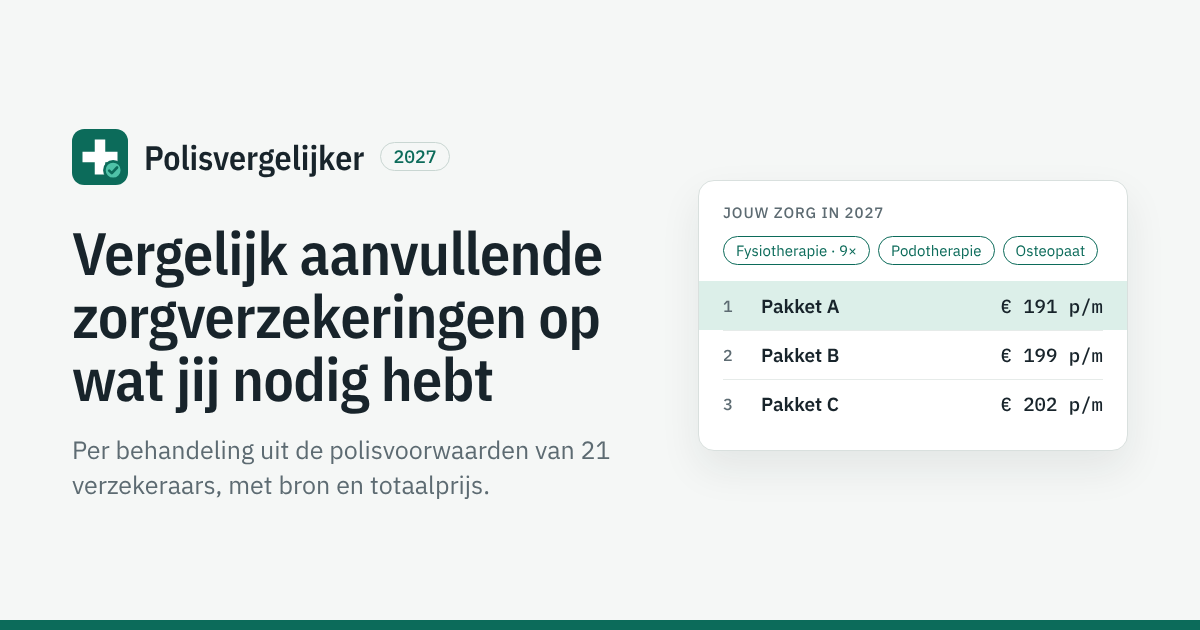 Polisvergelijker 2027
Vergelijk aanvullende
zorgverzekeringen op
wat jij nodig hebt
Per behandeling uit de polisvoorwaarden van 21
verzekeraars, met bron en totaalprijs.
JOUW ZORG IN 2027
Fysiotherapie · 9× Podotherapie Osteopaat
1 Pakket A € 191 p/m
2 Pakket B € 199 p/m
3 Pakket C € 202 p/m